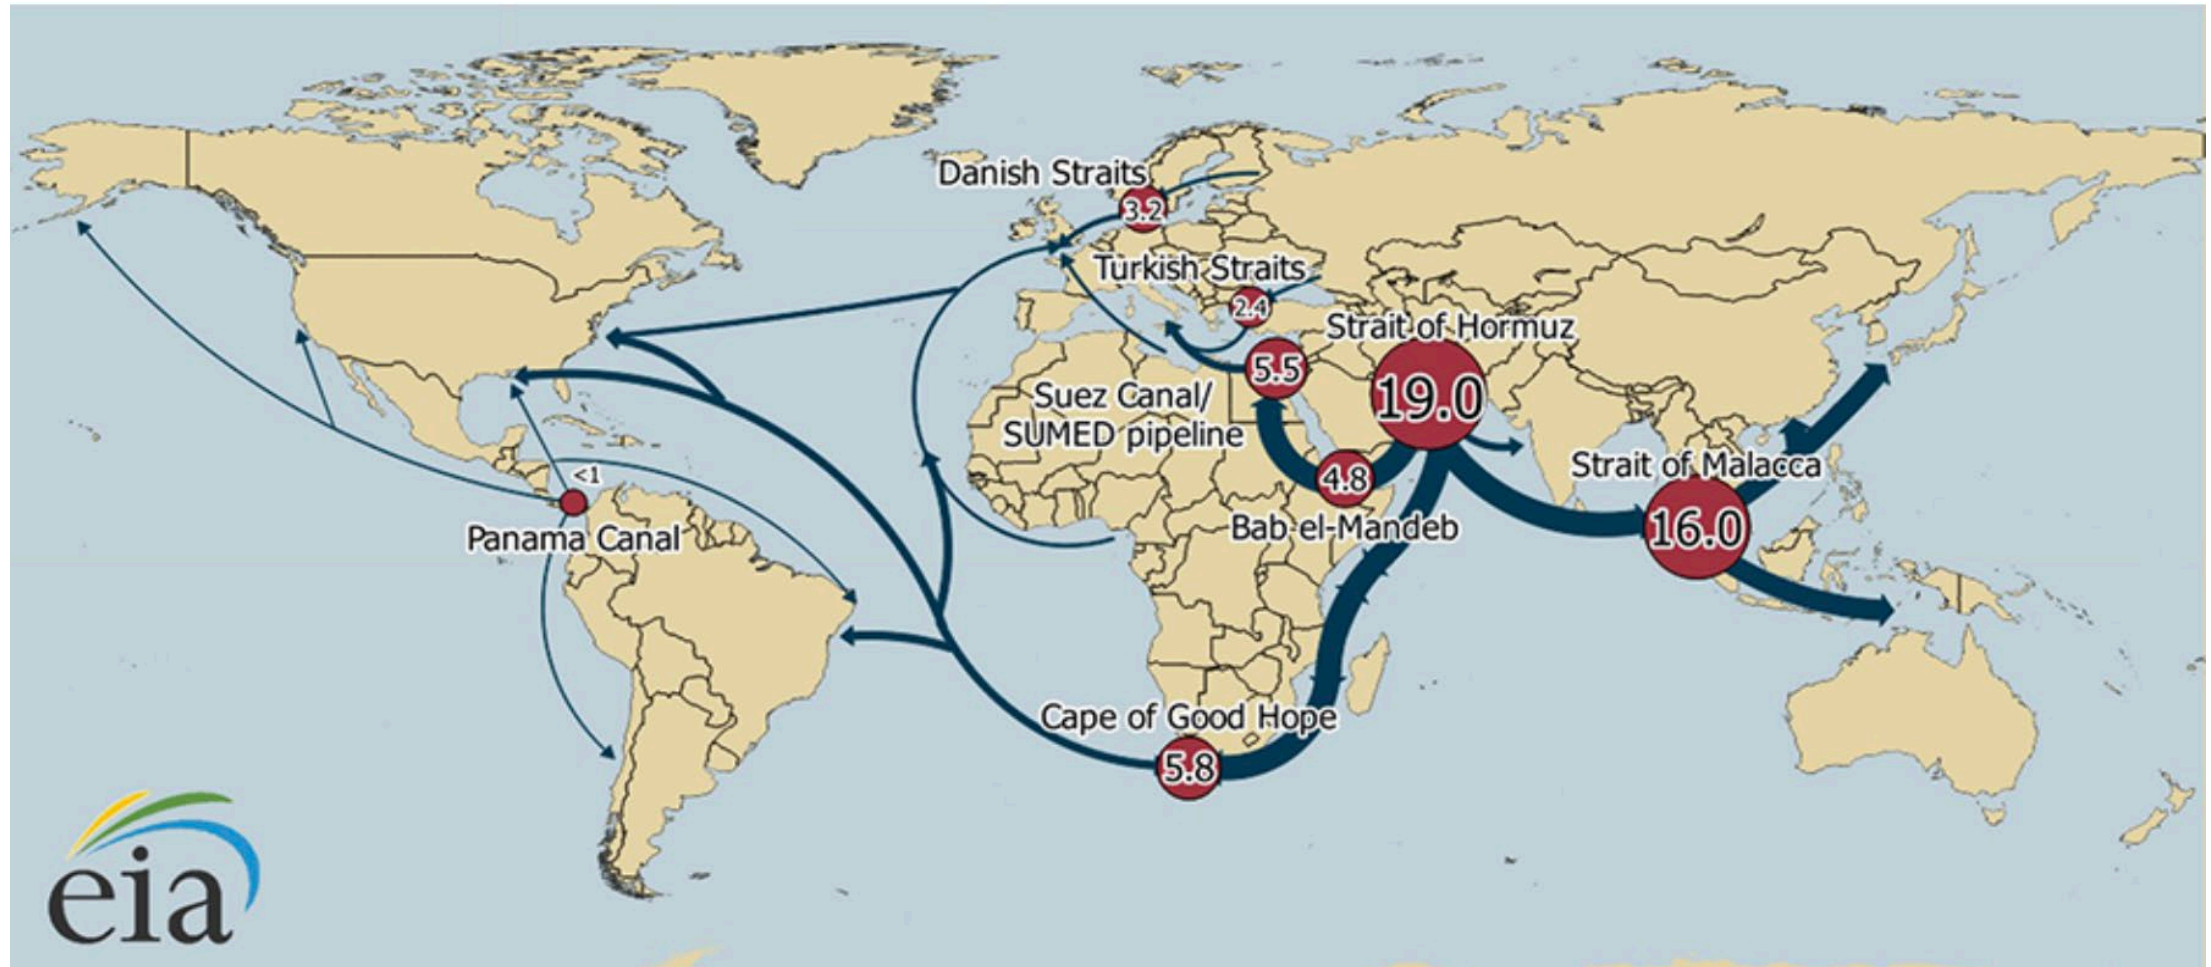 Danish Straits
3.2
Turkish Straits
2.4
Strait of Hormuz
19.0
5.5
Suez Canal/
SUMED pipeline
4.8
Bab el-Mandeb
Strait of Malacca
16.0
<1
Panama Canal
Cape of Good Hope
5.8
eia